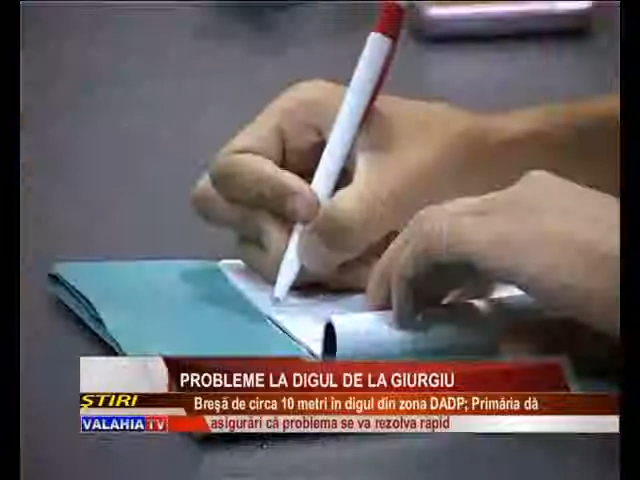 PROBLEME LA DIGUL DE LA GIURGIU
ŞTIRI
Breşă de circa 10 metri în digul din zona DADP; Primăria dă
VALAHIA TV
asigurări că problema se va rezolva rapid